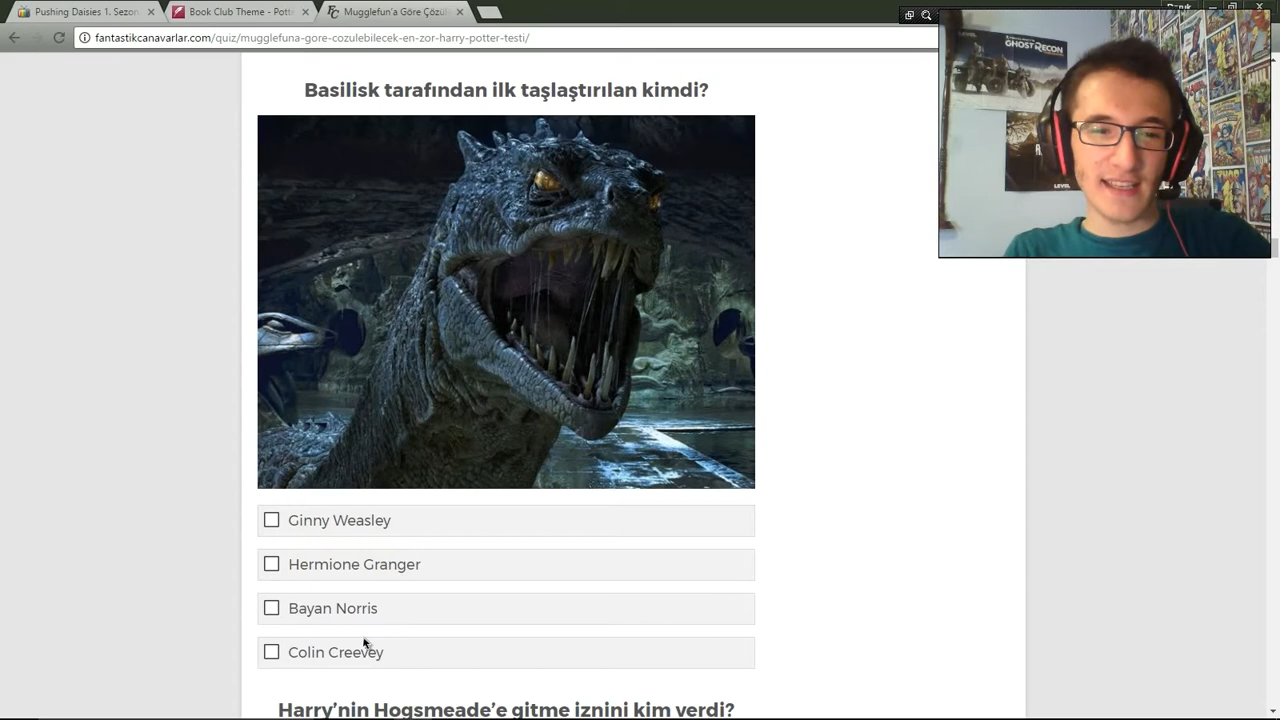 Pushing Daisies 1. Sezon
Book Club Theme - Potte
Mugglefun'a Göre Çözül
fantastikcanavarlar.com/quiz/mugglefuna-gore-cozulebilecek-en-zor-harry-potter-testi/
GHOST RECON
LEVEL
Basilisk tarafından ilk taşlaştırılan kimdi?
Ginny Weasley
Hermione Granger
Bayan Norris
Colin Creevey
Harry’nin Hogsmeade’e gitme iznini kim verdi?